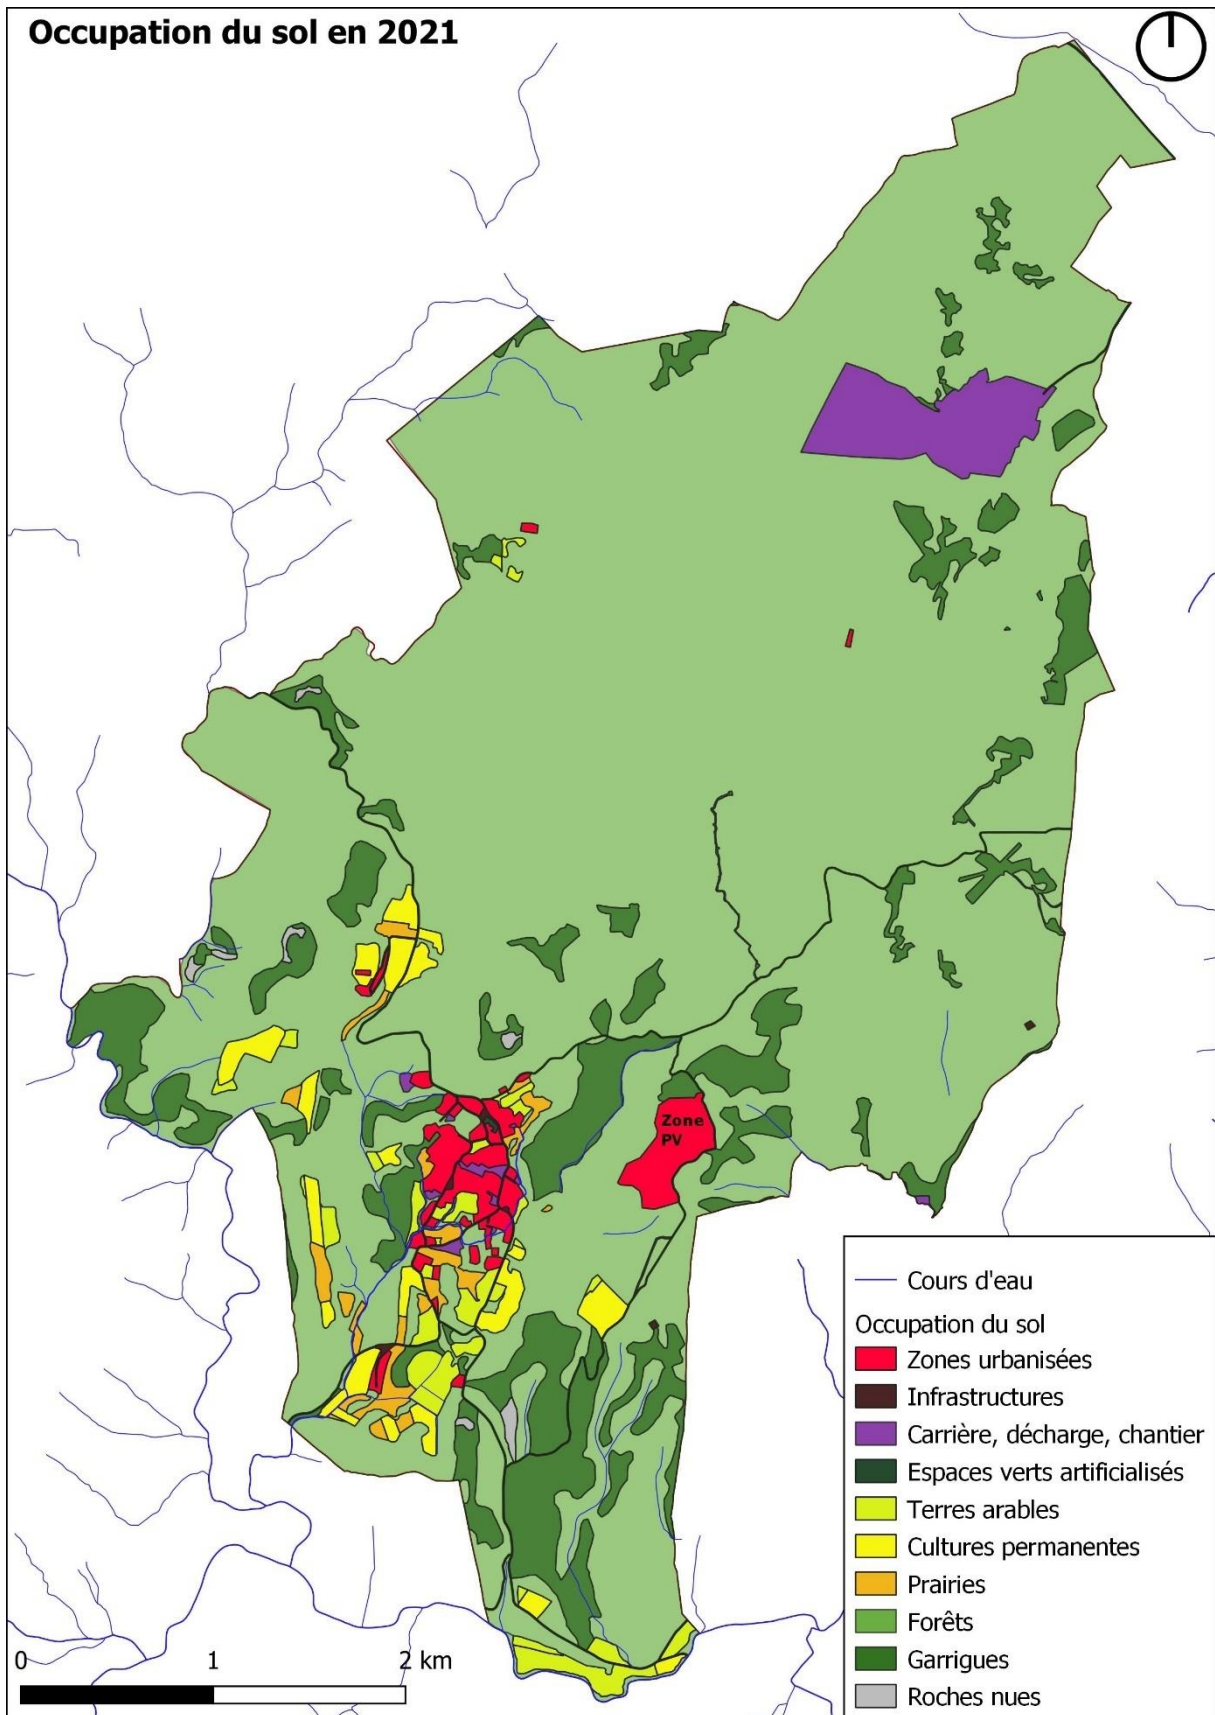 Occupation du sol en 2021
Zone
PV
Cours d'eau
Occupation du sol
Zones urbanisées
Infrastructures
Carrière, décharge, chantier
Espaces verts artificialisés
Terres arables
Cultures permanentes
Prairies
Forêts
Garrigues
Roches nues
0 1 2 km